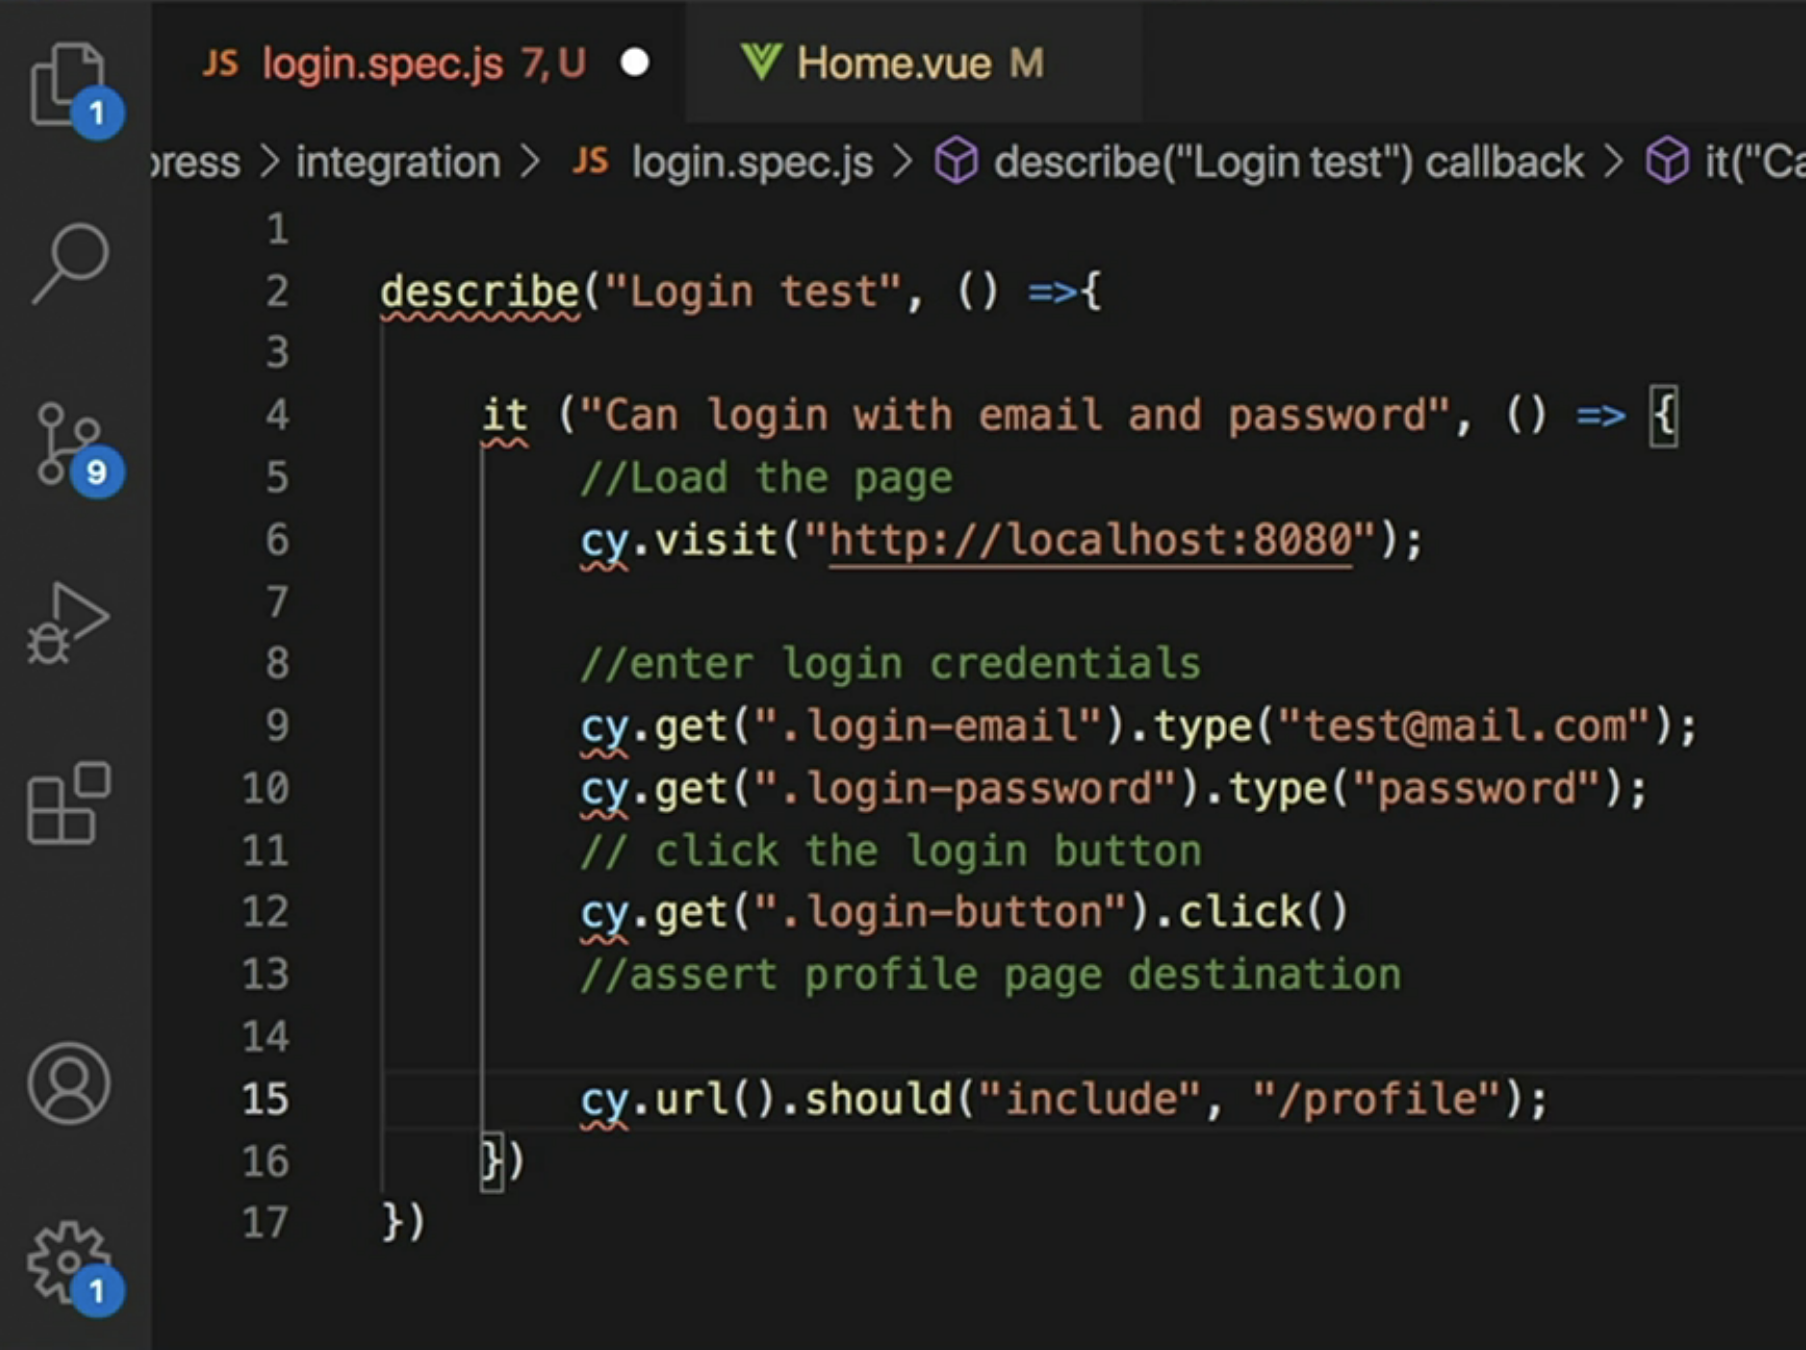 JS login.spec.js 7, U Home.vue M
press > integration > JS login.spec.js > describe("Login test") callback > it("Ca
1
2 describe("Login test", () =>{
3
4 it ("Can login with email and password", () => {
5 //Load the page
6 cy.visit("http://localhost:8080");
7
8 //enter login credentials
9 cy.get(".login-email").type("test@mail.com");
10 cy.get(".login-password").type("password");
11 // click the login button
12 cy.get(".login-button").click()
13 //assert profile page destination
14
15 cy.url().should("include", "/profile");
16 })
17 })
1
9
1